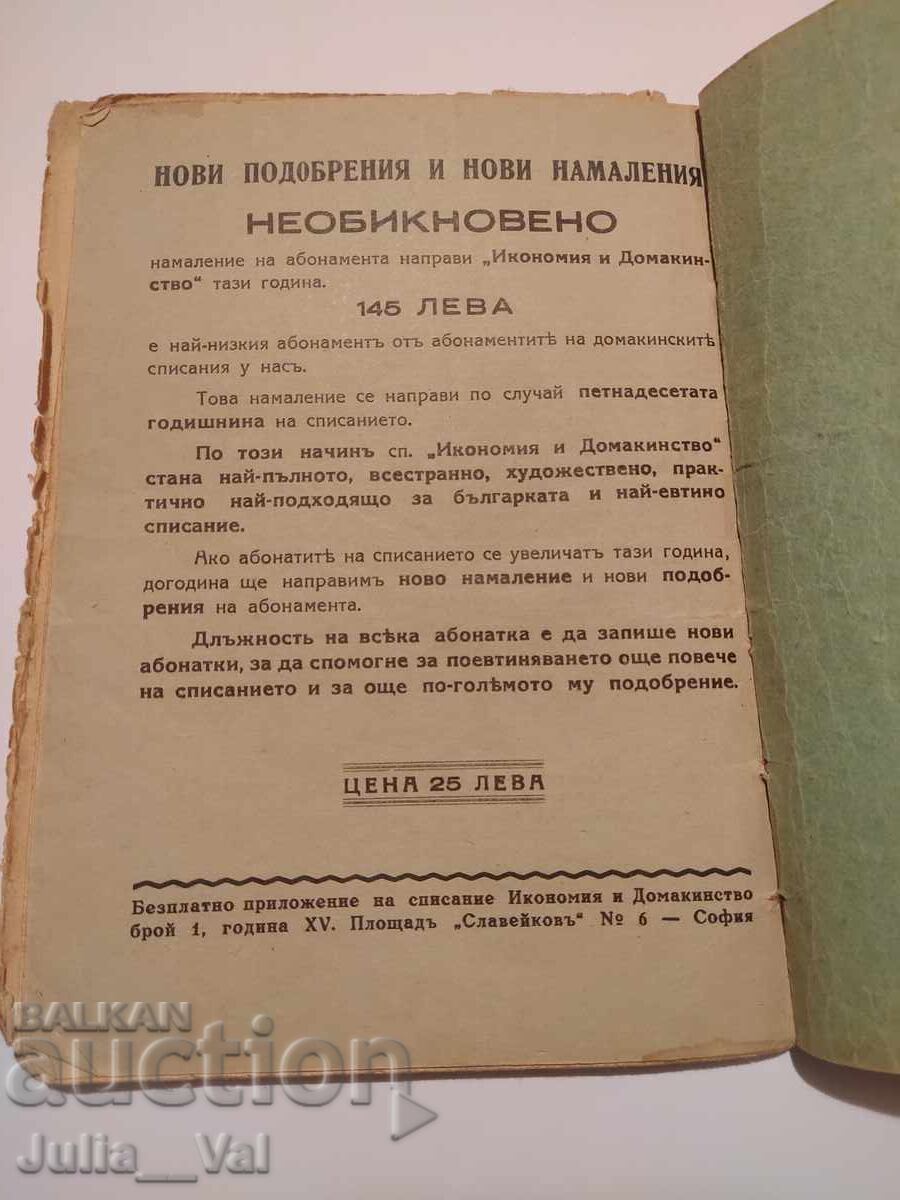 НОВИ ПОДОБРЕНИЯ И НОВИ НАМАЛЕНИЯ
НЕОБИКНОВЕНО
намаление на абонамента направи „Икономия и Домакин-
ство“ тази година.
145 ЛЕВА
е най-низкия абонаментъ отъ абонаментитѣ на домакинскитѣ
списания у насъ.
Това намаление се направи по случай петнадесетата
годишнина на списанието.
По този начинъ сп. „Икономия и Домакинство“
стана най-пълното, всестранно, художествено, прак-
тично най-подходящо за българката и най-евтино
списание.
Ако абонатитѣ на списанието се увеличатъ тази година,
догодина ще направимъ ново намаление и нови подоб-
рения на абонамента.
Длъжность на всѣка абонатка е да запише нови
абонатки, за да спомогне за поевтиняването още повече
на списанието и за още по-голѣмото му подобрение.
ЦЕНА 25 ЛЕВА
Безплатно приложение на списание Икономия и Домакинство
брой 1, година XV. Площадъ „Славейковъ“ № 6 — София
BALKAN
auction
Julia__Val